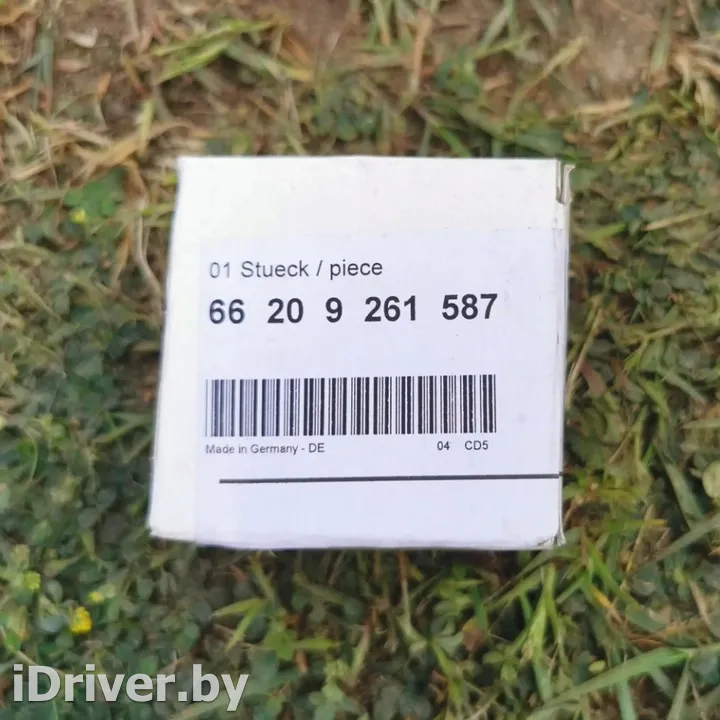 01 Stueck / piece
66 20 9 261 587
Made in Germany - DE 04 CD5
iDriver.by